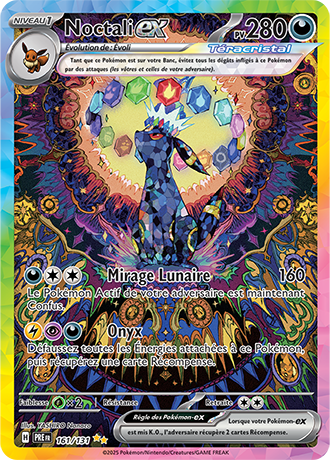 NIVEAU 1
Noctali ex
PV 280
Évolution de : Évoli
Téracristal
Tant que ce Pokémon est sur votre Banc, évitez tous les dégâts infligés à ce Pokémon
par des attaques (les vôtres et celles de votre adversaire).
Mirage Lunaire 160
Le Pokémon Actif de votre adversaire est maintenant
Confus.
Onyx
Défaussez toutes les Énergies attachées à ce Pokémon,
puis récupérez une carte Récompense.
Faiblesse ×2 Résistance Retraite
Illus. YASHIRO Nanaco
Règle des Pokémon-ex
Lorsque votre Pokémon-ex
est mis K.O., l'adversaire récupère 2 cartes Récompense.
H PRE FR 161/131
©2025 Pokémon/Nintendo/Creatures/GAME FREAK